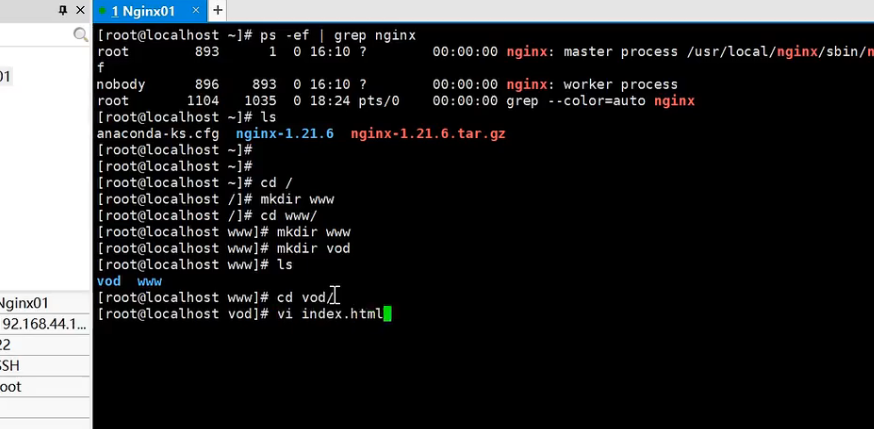 1 Nginx01
×
+
01
[root@localhost ~]# ps -ef | grep nginx
root 893 1 0 16:10 ? 00:00:00 nginx: master process /usr/local/nginx/sbin/n
f
nobody 896 893 0 16:10 ? 00:00:00 nginx: worker process
root 1104 1035 0 18:24 pts/0 00:00:00 grep --color=auto nginx
[root@localhost ~]# ls
anaconda-ks.cfg nginx-1.21.6 nginx-1.21.6.tar.gz
[root@localhost ~]#
[root@localhost ~]#
[root@localhost ~]# cd /
[root@localhost /]# mkdir www
[root@localhost /]# cd www/
[root@localhost www]# mkdir www
[root@localhost www]# mkdir vod
[root@localhost www]# ls
vod www
[root@localhost www]# cd vod/
[root@localhost vod]# vi index.html
Nginx01
92.168.44.1...
22
SSH
root